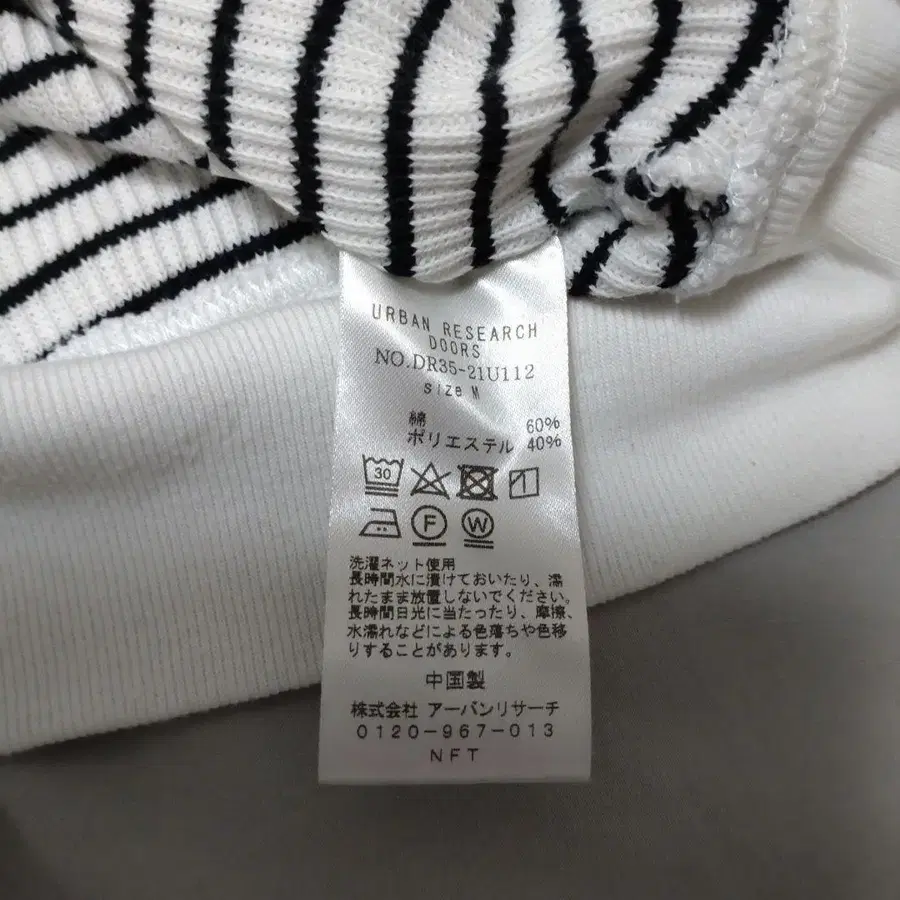 URBAN RESEARCH
DOORS
NO.DR35-21U112
size M
綿 60%
ポリエステル 40%
30
F W
洗濯ネット使用
長時間水に漬けておいたり、濡
れたまま放置しないでください。
長時間日光に当たったり、摩擦、
水濡れなどによる色落ちや色移
りすることがあります。
中国製
株式会社 アーバンリサーチ
0120-967-013
NFT